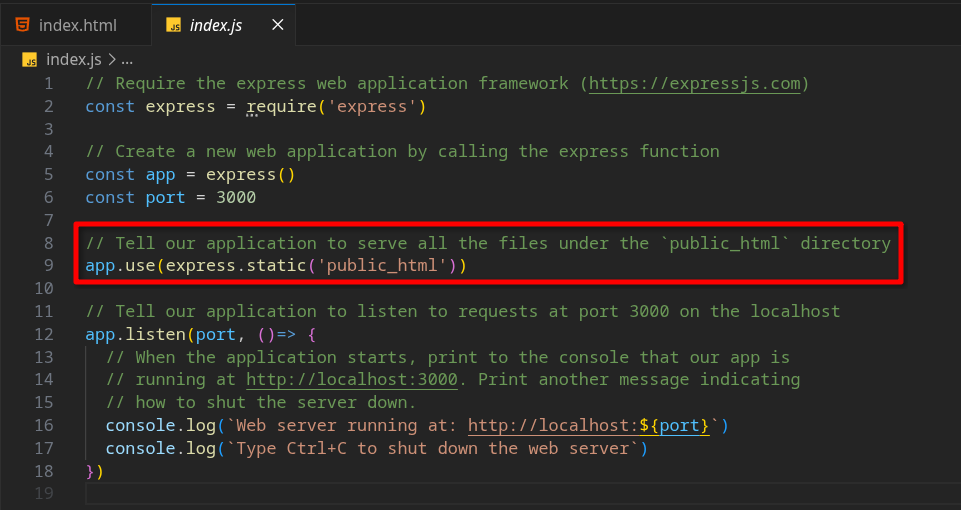 index.html
index.js
index.js > ...
1 // Require the express web application framework (https://expressjs.com)
2 const express = require('express')
3
4 // Create a new web application by calling the express function
5 const app = express()
6 const port = 3000
7
8 // Tell our application to serve all the files under the `public_html` directory
9 app.use(express.static('public_html'))
10
11 // Tell our application to listen to requests at port 3000 on the localhost
12 app.listen(port, ()=> {
13   // When the application starts, print to the console that our app is
14   // running at http://localhost:3000. Print another message indicating
15   // how to shut the server down.
16   console.log(`Web server running at: http://localhost:${port}`)
17   console.log(`Type Ctrl+C to shut down the web server`)
18 })
19